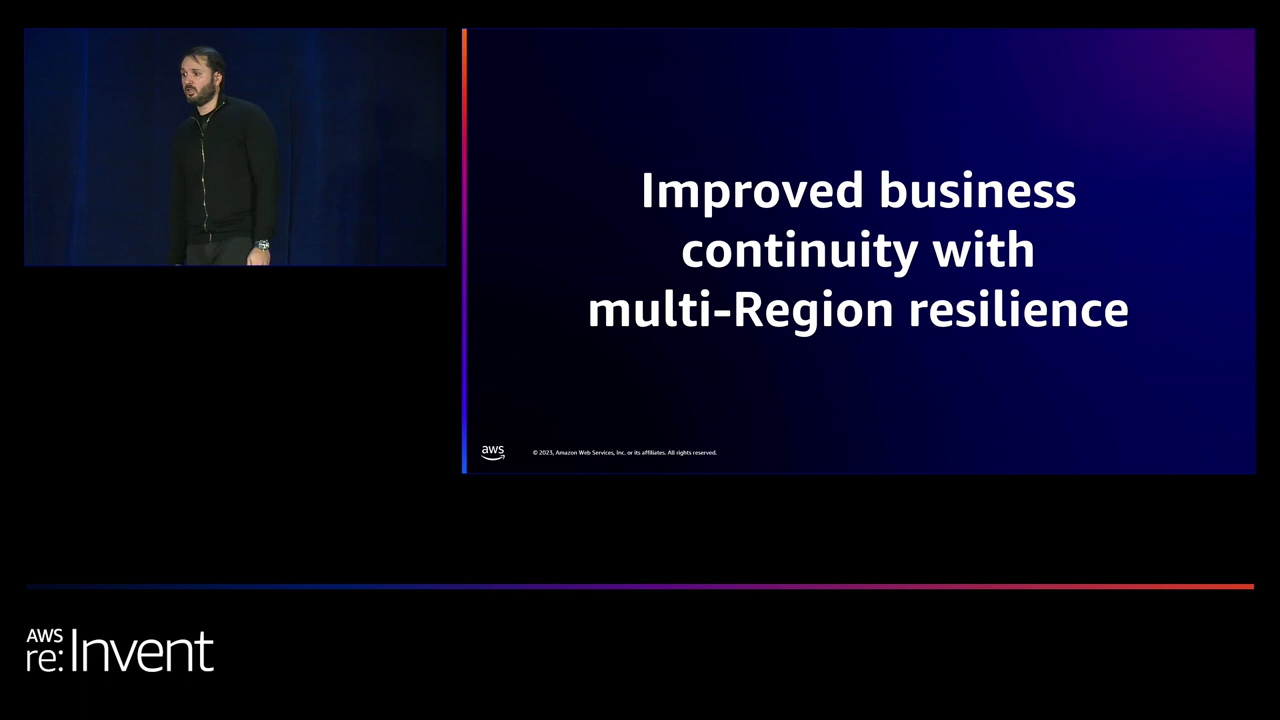 Improved business
continuity with
multi-Region resilience
aws
© 2023, Amazon Web Services, Inc. or its affiliates. All rights reserved.
AWS
re:Invent